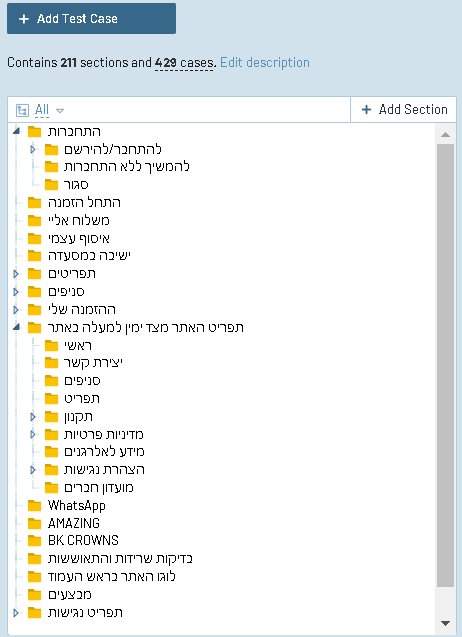 Add Test Case
Contains 211 sections and 429 cases. Edit description
All
Add Section
התחברות
להתחבר/להירשם
להמשיך ללא התחברות
סגור
התחל הזמנה
משלוח אליי
איסוף עצמי
ישיבה במסעדה
תפריטים
סניפים
ההזמנה שלי
תפריט האתר מצד ימין למעלה באתר
ראשי
יצירת קשר
סניפים
תפריט
תקנון
מדיניות פרטיות
מידע לאלרגנים
הצהרת נגישות
מועדון חברים
WhatsApp
AMAZING
BK CROWNS
בדיקות שרידות והתאוששות
לוגו האתר בראש העמוד
מבצעים
תפריט נגישות